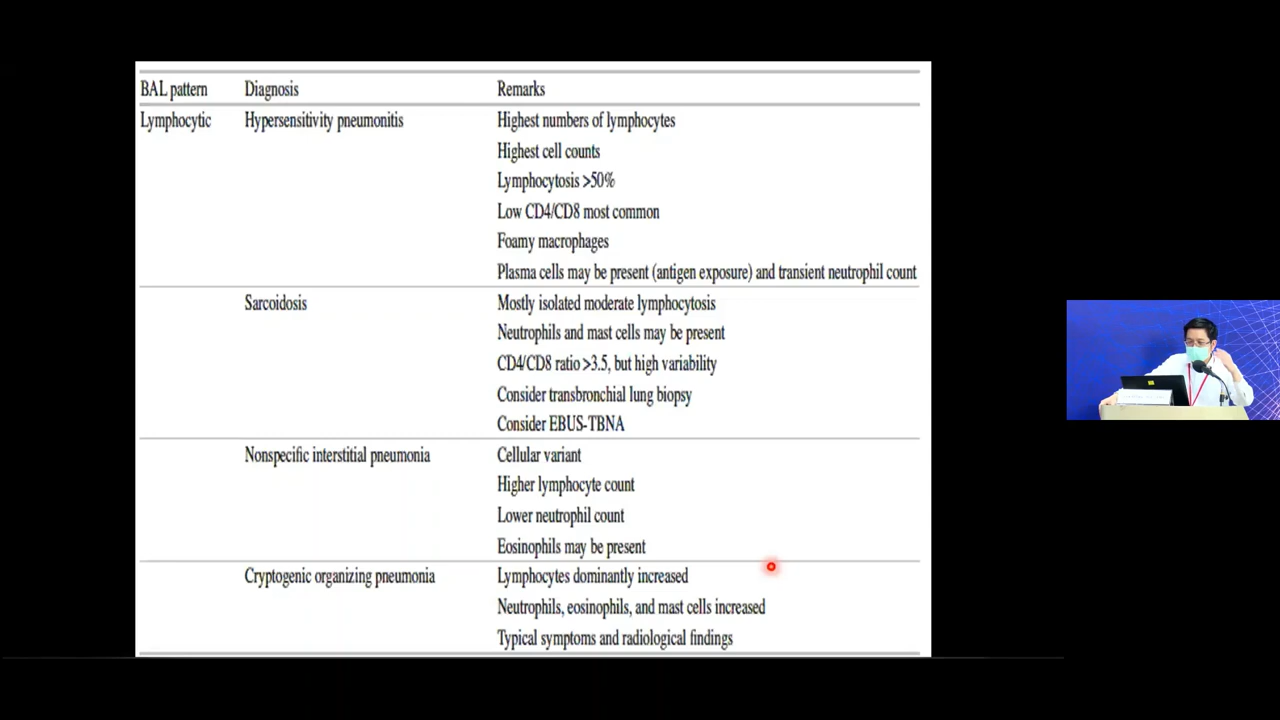 BAL pattern Diagnosis Remarks
Lymphocytic Hypersensitivity pneumonitis Highest numbers of lymphocytes
Highest cell counts
Lymphocytosis >50%
Low CD4/CD8 most common
Foamy macrophages
Plasma cells may be present (antigen exposure) and transient neutrophil count
Sarcoidosis Mostly isolated moderate lymphocytosis
Neutrophils and mast cells may be present
CD4/CD8 ratio >3.5, but high variability
Consider transbronchial lung biopsy
Consider EBUS-TBNA
Nonspecific interstitial pneumonia Cellular variant
Higher lymphocyte count
Lower neutrophil count
Eosinophils may be present
Cryptogenic organizing pneumonia Lymphocytes dominantly increased
Neutrophils, eosinophils, and mast cells increased
Typical symptoms and radiological findings